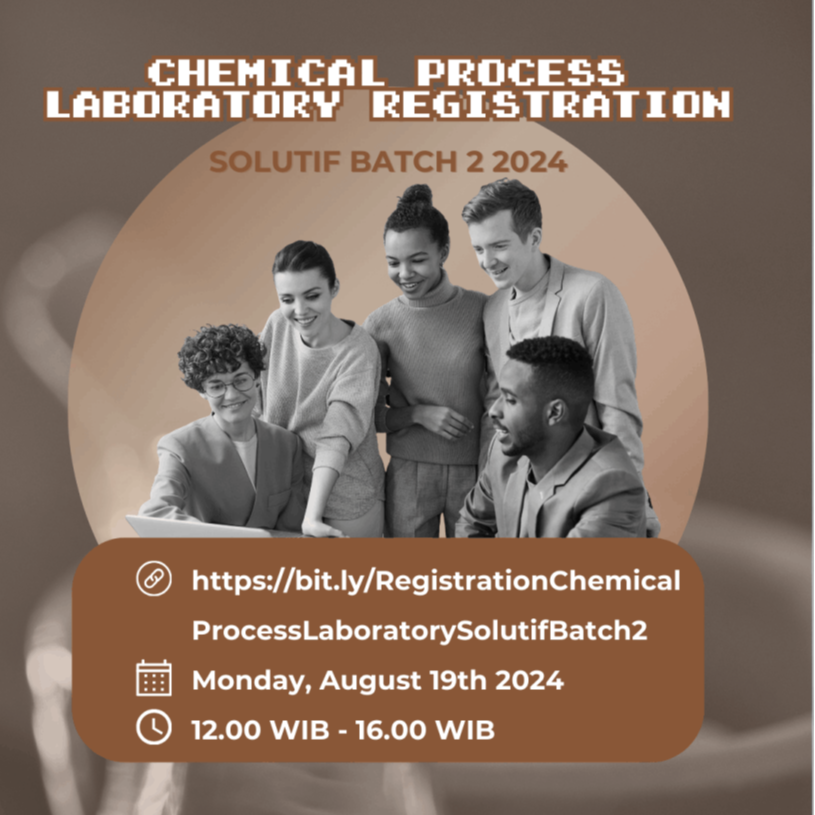 CHEMICAL PROCESS
LABORATORY REGISTRATION
SOLUTIF BATCH 2 2024
https://bit.ly/RegistrationChemical
ProcessLaboratorySolutifBatch2
Monday, August 19th 2024
12.00 WIB - 16.00 WIB